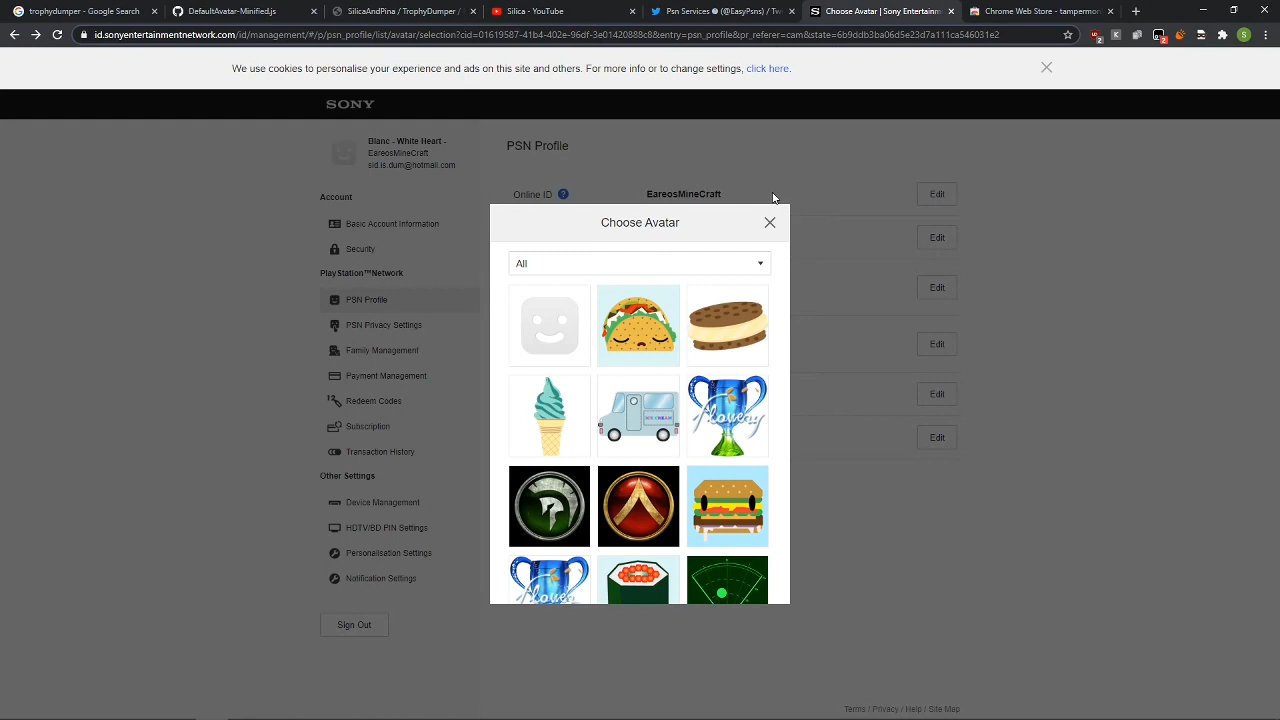 trophydumper - Google Search
DefaultAvatar-Minified.js
SilicaAndPina / TrophyDumper /
Silica - YouTube
Psn Services (@EasyPsns) / Tw
Choose Avatar | Sony Entertainm
Chrome Web Store - tampermon
id.sonyentertainmentnetwork.com/id/management/#/p/psn_profile/list/avatar/selection?cid=01619587-41b4-402e-96df-3e01420888c8&entry=psn_profile&pr_referer=cam&state=6b9ddb3ba06d5e23d7a111ca546031e2
We use cookies to personalise your experience and ads on this site and others. For more info or to change settings, click here.
SONY
Blanc - White Heart -
EareosMineCraft
sid.is.dum@hotmail.com
Account
Basic Account Information
Security
PlayStation™Network
PSN Profile
PSN Privacy Settings
Family Management
Payment Management
Redeem Codes
Subscription
Transaction History
Other Settings
Device Management
HDTV/BD PIN Settings
Personalisation Settings
Notification Settings
Sign Out
PSN Profile
Online ID ?
EareosMineCraft
Edit
Edit
Edit
Edit
Edit
Edit
Choose Avatar
All
ICE CREAM
Flowery
Flowery
Terms / Privacy / Help / Site Map